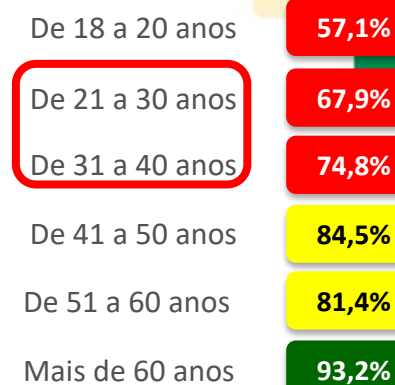 De 18 a 20 anos 57,1%
De 21 a 30 anos 67,9%
De 31 a 40 anos 74,8%
De 41 a 50 anos 84,5%
De 51 a 60 anos 81,4%
Mais de 60 anos 93,2%